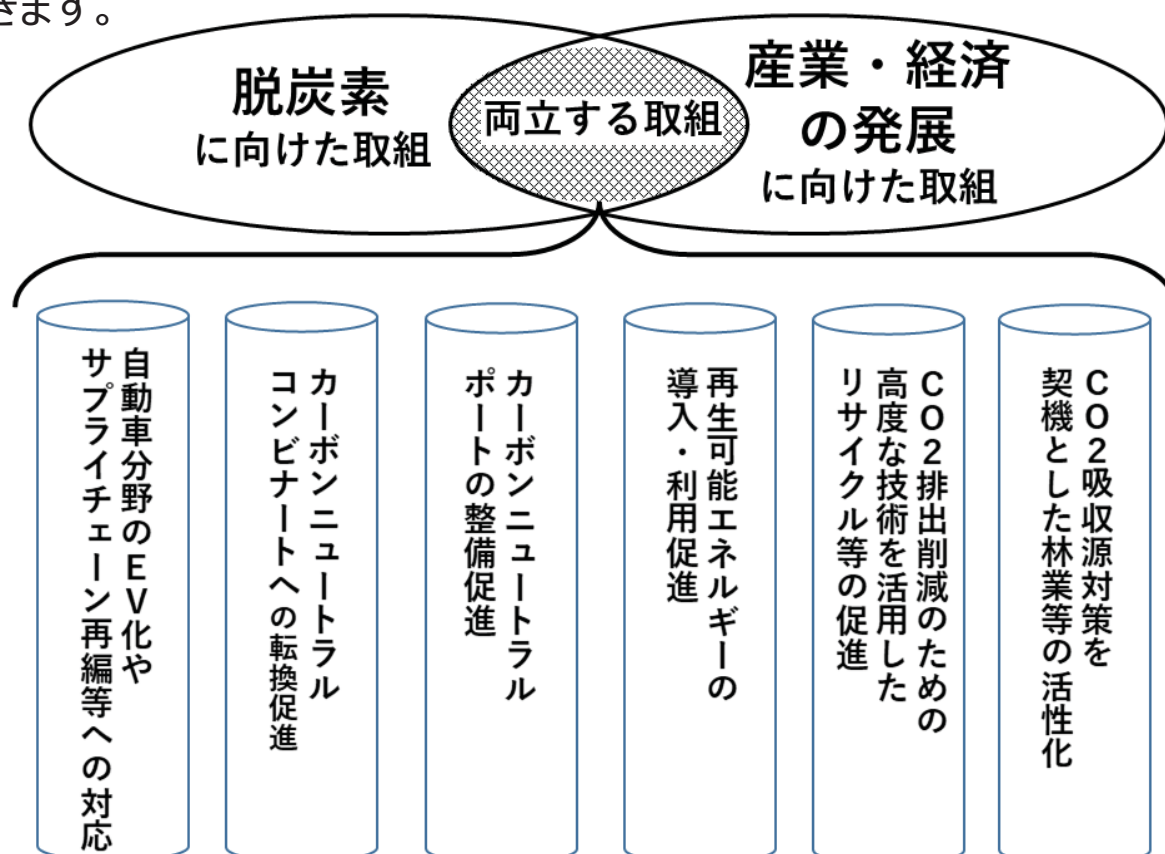 きます。
脱炭素
に向けた取組
両立する取組
産業・経済
の発展
に向けた取組
自動車分野のEV化や
サプライチェーン再編等への対応
カーボンニュートラル
コンビナートへの転換促進
カーボンニュートラル
ポートの整備促進
再生可能エネルギーの
導入・利用促進
CO2排出削減のための
高度な技術を活用した
リサイクル等の促進
CO2吸収源対策を
契機とした林業等の活性化